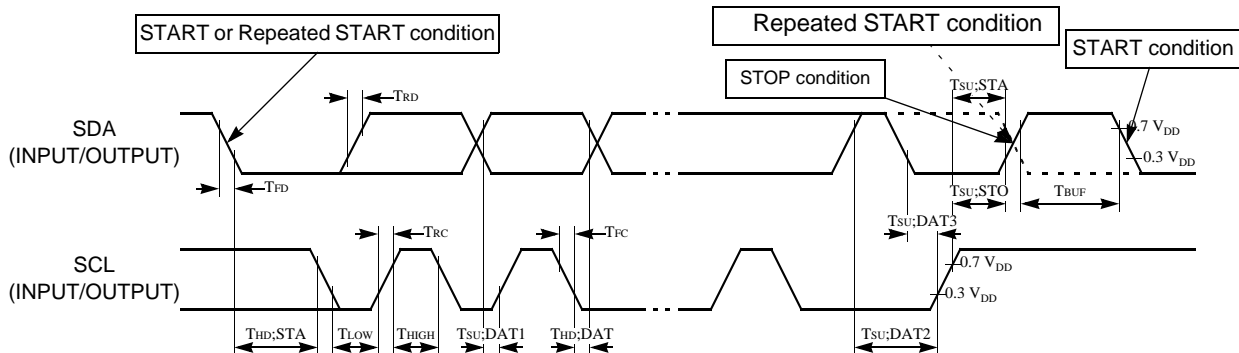 START or Repeated START condition
Repeated START condition
START condition
STOP condition
TSU;STA
TRD
SDA
(INPUT/OUTPUT)
0.7 VDD
0.3 VDD
TFD
TSU;STO
TBUF
TSU;DAT3
TRC
TFC
SCL
(INPUT/OUTPUT)
0.7 VDD
0.3 VDD
THD;STA
TLOW
THIGH
TSU;DAT1
THD;DAT
TSU;DAT2